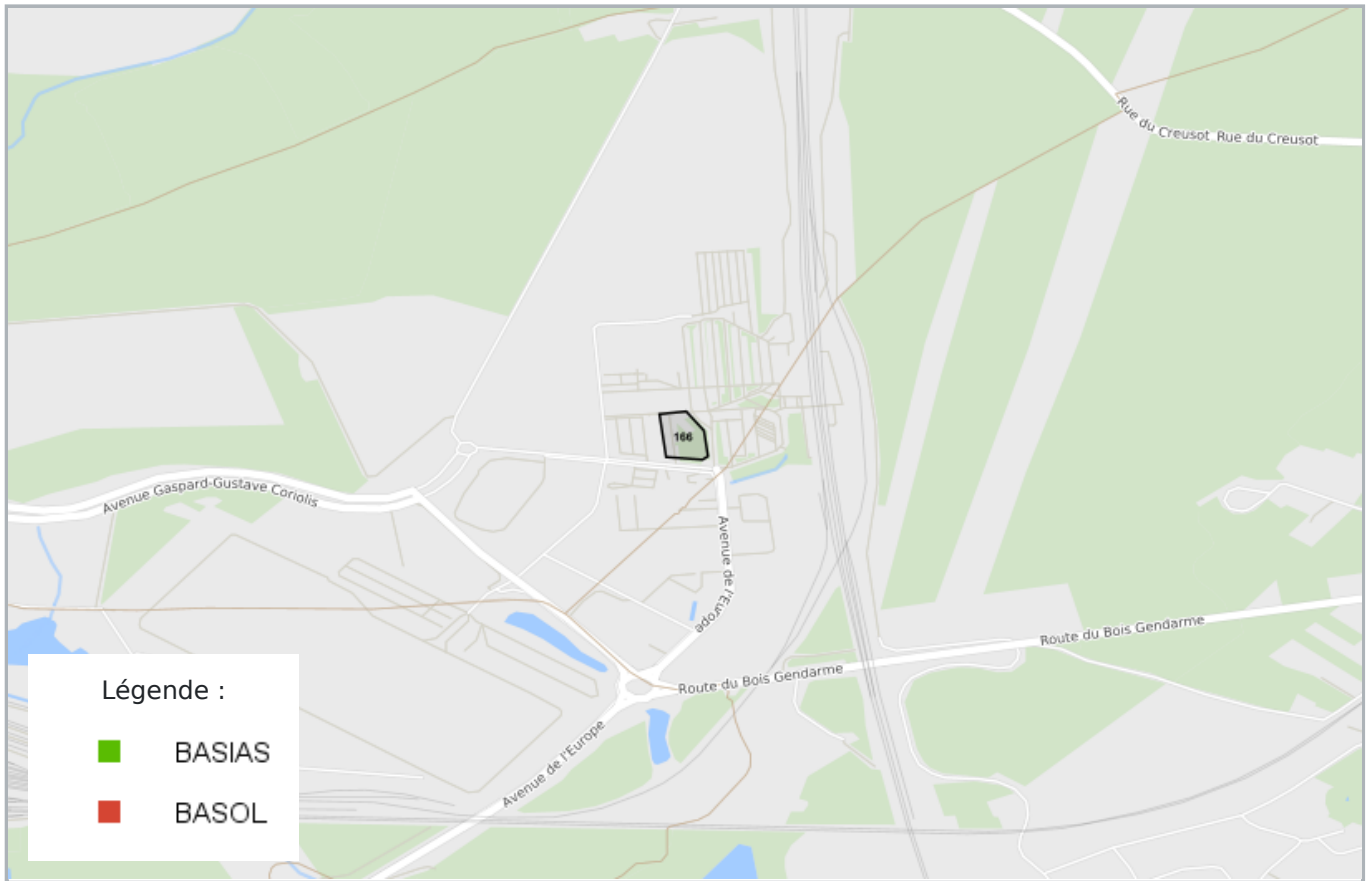 Rue du Creusot Rue du Creusot
166
Avenue Gaspard-Gustave Coriolis
Avenue de l'Europe
Route du Bois Gendarme
Route du Bois Gendarme
Avenue de l'Europe
Légende :
BASIAS
BASOL